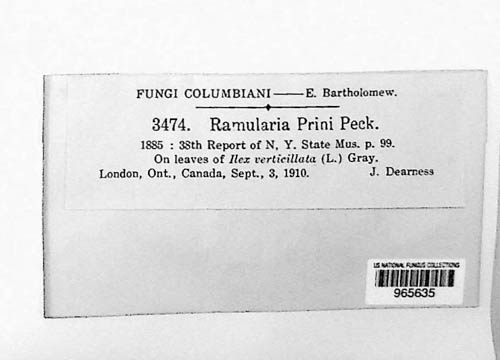 FUNGI COLUMBIANI — E. Bartholomew.
3474. Ramularia Prini Peck.
1885 : 38th Report of N. Y. State Mus. p. 99.
On leaves of Ilex verticillata (L.) Gray.
London, Ont., Canada, Sept., 3, 1910. J. Dearness
US NATIONAL FUNGUS COLLECTIONS
965635